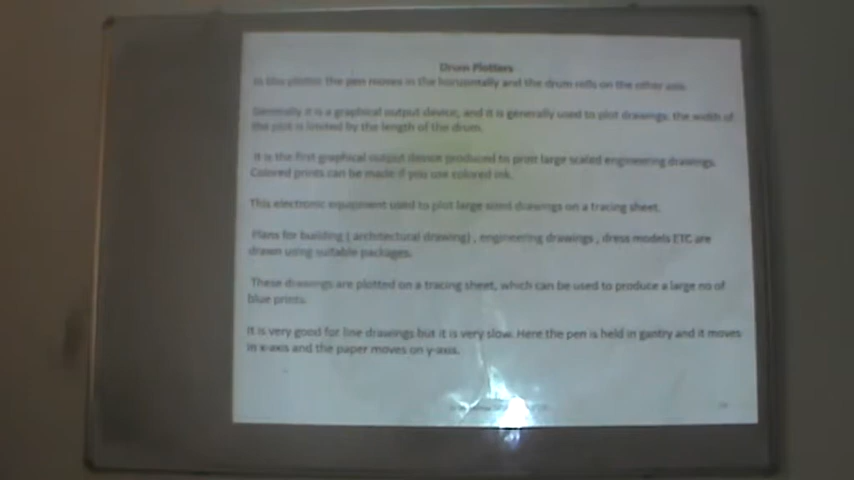 Drum Plotters
In this plotter the pen moves in the horizontally and the drum rolls on the other axis.
Generally it is a graphical output device, and it is generally used to plot drawings. the width of
the plot is limited by the length of the drum.
It is the first graphical output device produced to print large scaled engineering drawings.
Colored prints can be made if you use colored ink.
This electronic equipment used to plot large sized drawings on a tracing sheet.
Plans for building ( architectural drawing) , engineering drawings , dress models ETC are
drawn using suitable packages.
These drawings are plotted on a tracing sheet, which can be used to produce a large no of
blue prints.
It is very good for line drawings but it is very slow. Here the pen is held in gantry and it moves
in x-axis and the paper moves on y-axis.